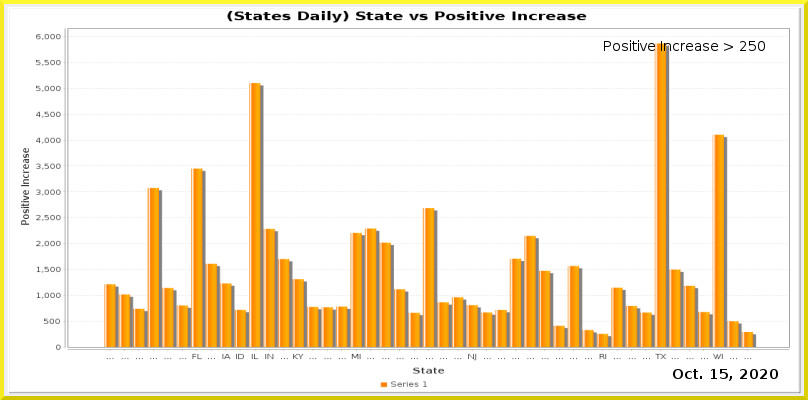 (States Daily) State vs Positive Increase
Positive Increase > 250
6,000
5,500
5,000
4,500
4,000
3,500
3,000
2,500
2,000
1,500
1,000
500
0
Positive Increase
... ... ... ... ... ... FL ... IA ID IL IN ... KY ... ... ... MI ... ... ... ... ... ... ... NJ ... ... ... ... ... ... ... ... RI ... ... ... TX ... ... ... WI ... ...
State
Series 1
Oct. 15, 2020